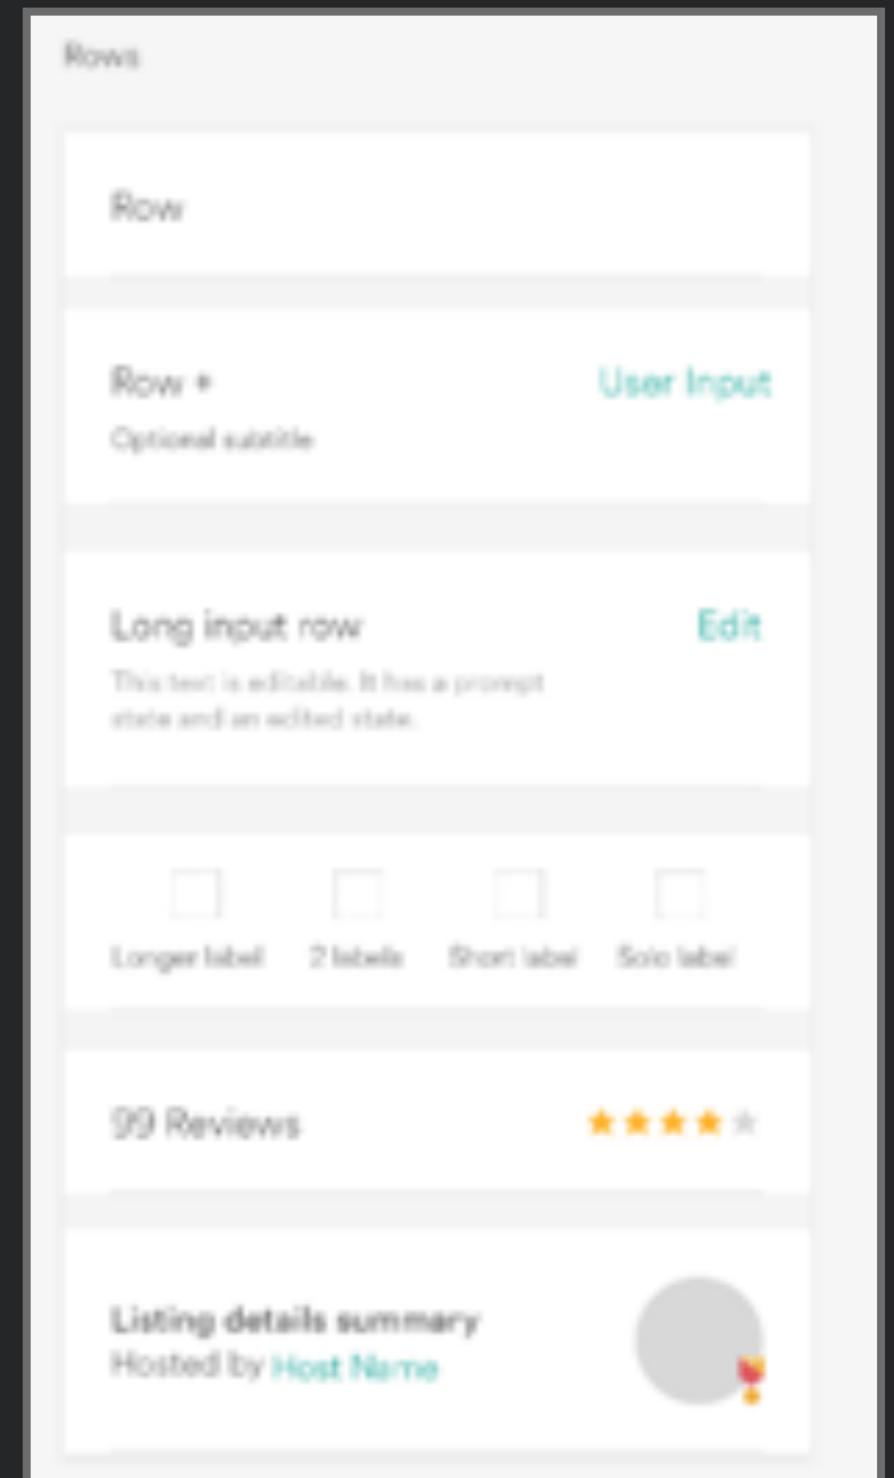 Rows
Row
Row +
User Input
Optional subtitle
Long input row
Edit
This text is editable. It has a prompt
state and an edited state.
Longer label
2 labels
Short label
Solo label
99 Reviews
Listing details summary
Hosted by Host Name